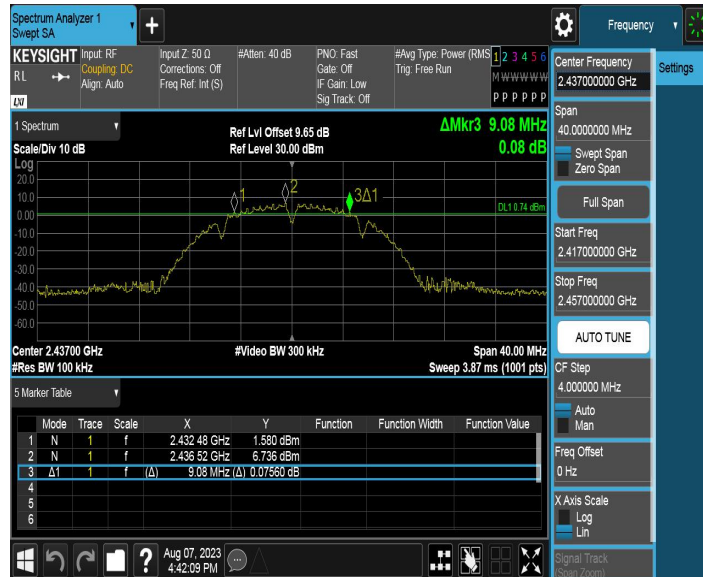 Spectrum Analyzer 1
Swept SA
+
Frequency
KEYSIGHT
RL
LXI
Input: RF
Coupling: DC
Align: Auto
Input Z: 50 Ω
Corrections: Off
Freq Ref: Int (S)
#Atten: 40 dB
PNO: Fast
Gate: Off
IF Gain: Low
Sig Track: Off
#Avg Type: Power (RMS
Trig: Free Run
1 2 3 4 5 6
M W W W W W
P P P P P P
Center Frequency
2.437000000 GHz
Settings
Span
40.0000000 MHz
Swept Span
Zero Span
Full Span
Start Freq
2.417000000 GHz
Stop Freq
2.457000000 GHz
AUTO TUNE
CF Step
4.000000 MHz
Auto
Man
Freq Offset
0 Hz
X Axis Scale
Log
Lin
Signal Track
(Span Zoom)
1 Spectrum
Scale/Div 10 dB
Ref Lvl Offset 9.65 dB
Ref Level 30.00 dBm
ΔMkr3 9.08 MHz
0.08 dB
Log
20.0
10.0
0.00
-10.0
-20.0
-30.0
-40.0
-50.0
-60.0
1
2
3Δ1
DL1 0.74 dBm
Center 2.43700 GHz
#Res BW 100 kHz
#Video BW 300 kHz
Span 40.00 MHz
Sweep 3.87 ms (1001 pts)
5 Marker Table
Mode Trace Scale X Y Function Function Width Function Value
1 N 1 f 2.432 48 GHz 1.580 dBm
2 N 1 f 2.436 52 GHz 6.736 dBm
3 Δ1 1 f (Δ) 9.08 MHz (Δ) 0.07560 dB
4
5
6
?
Aug 07, 2023
4:42:09 PM